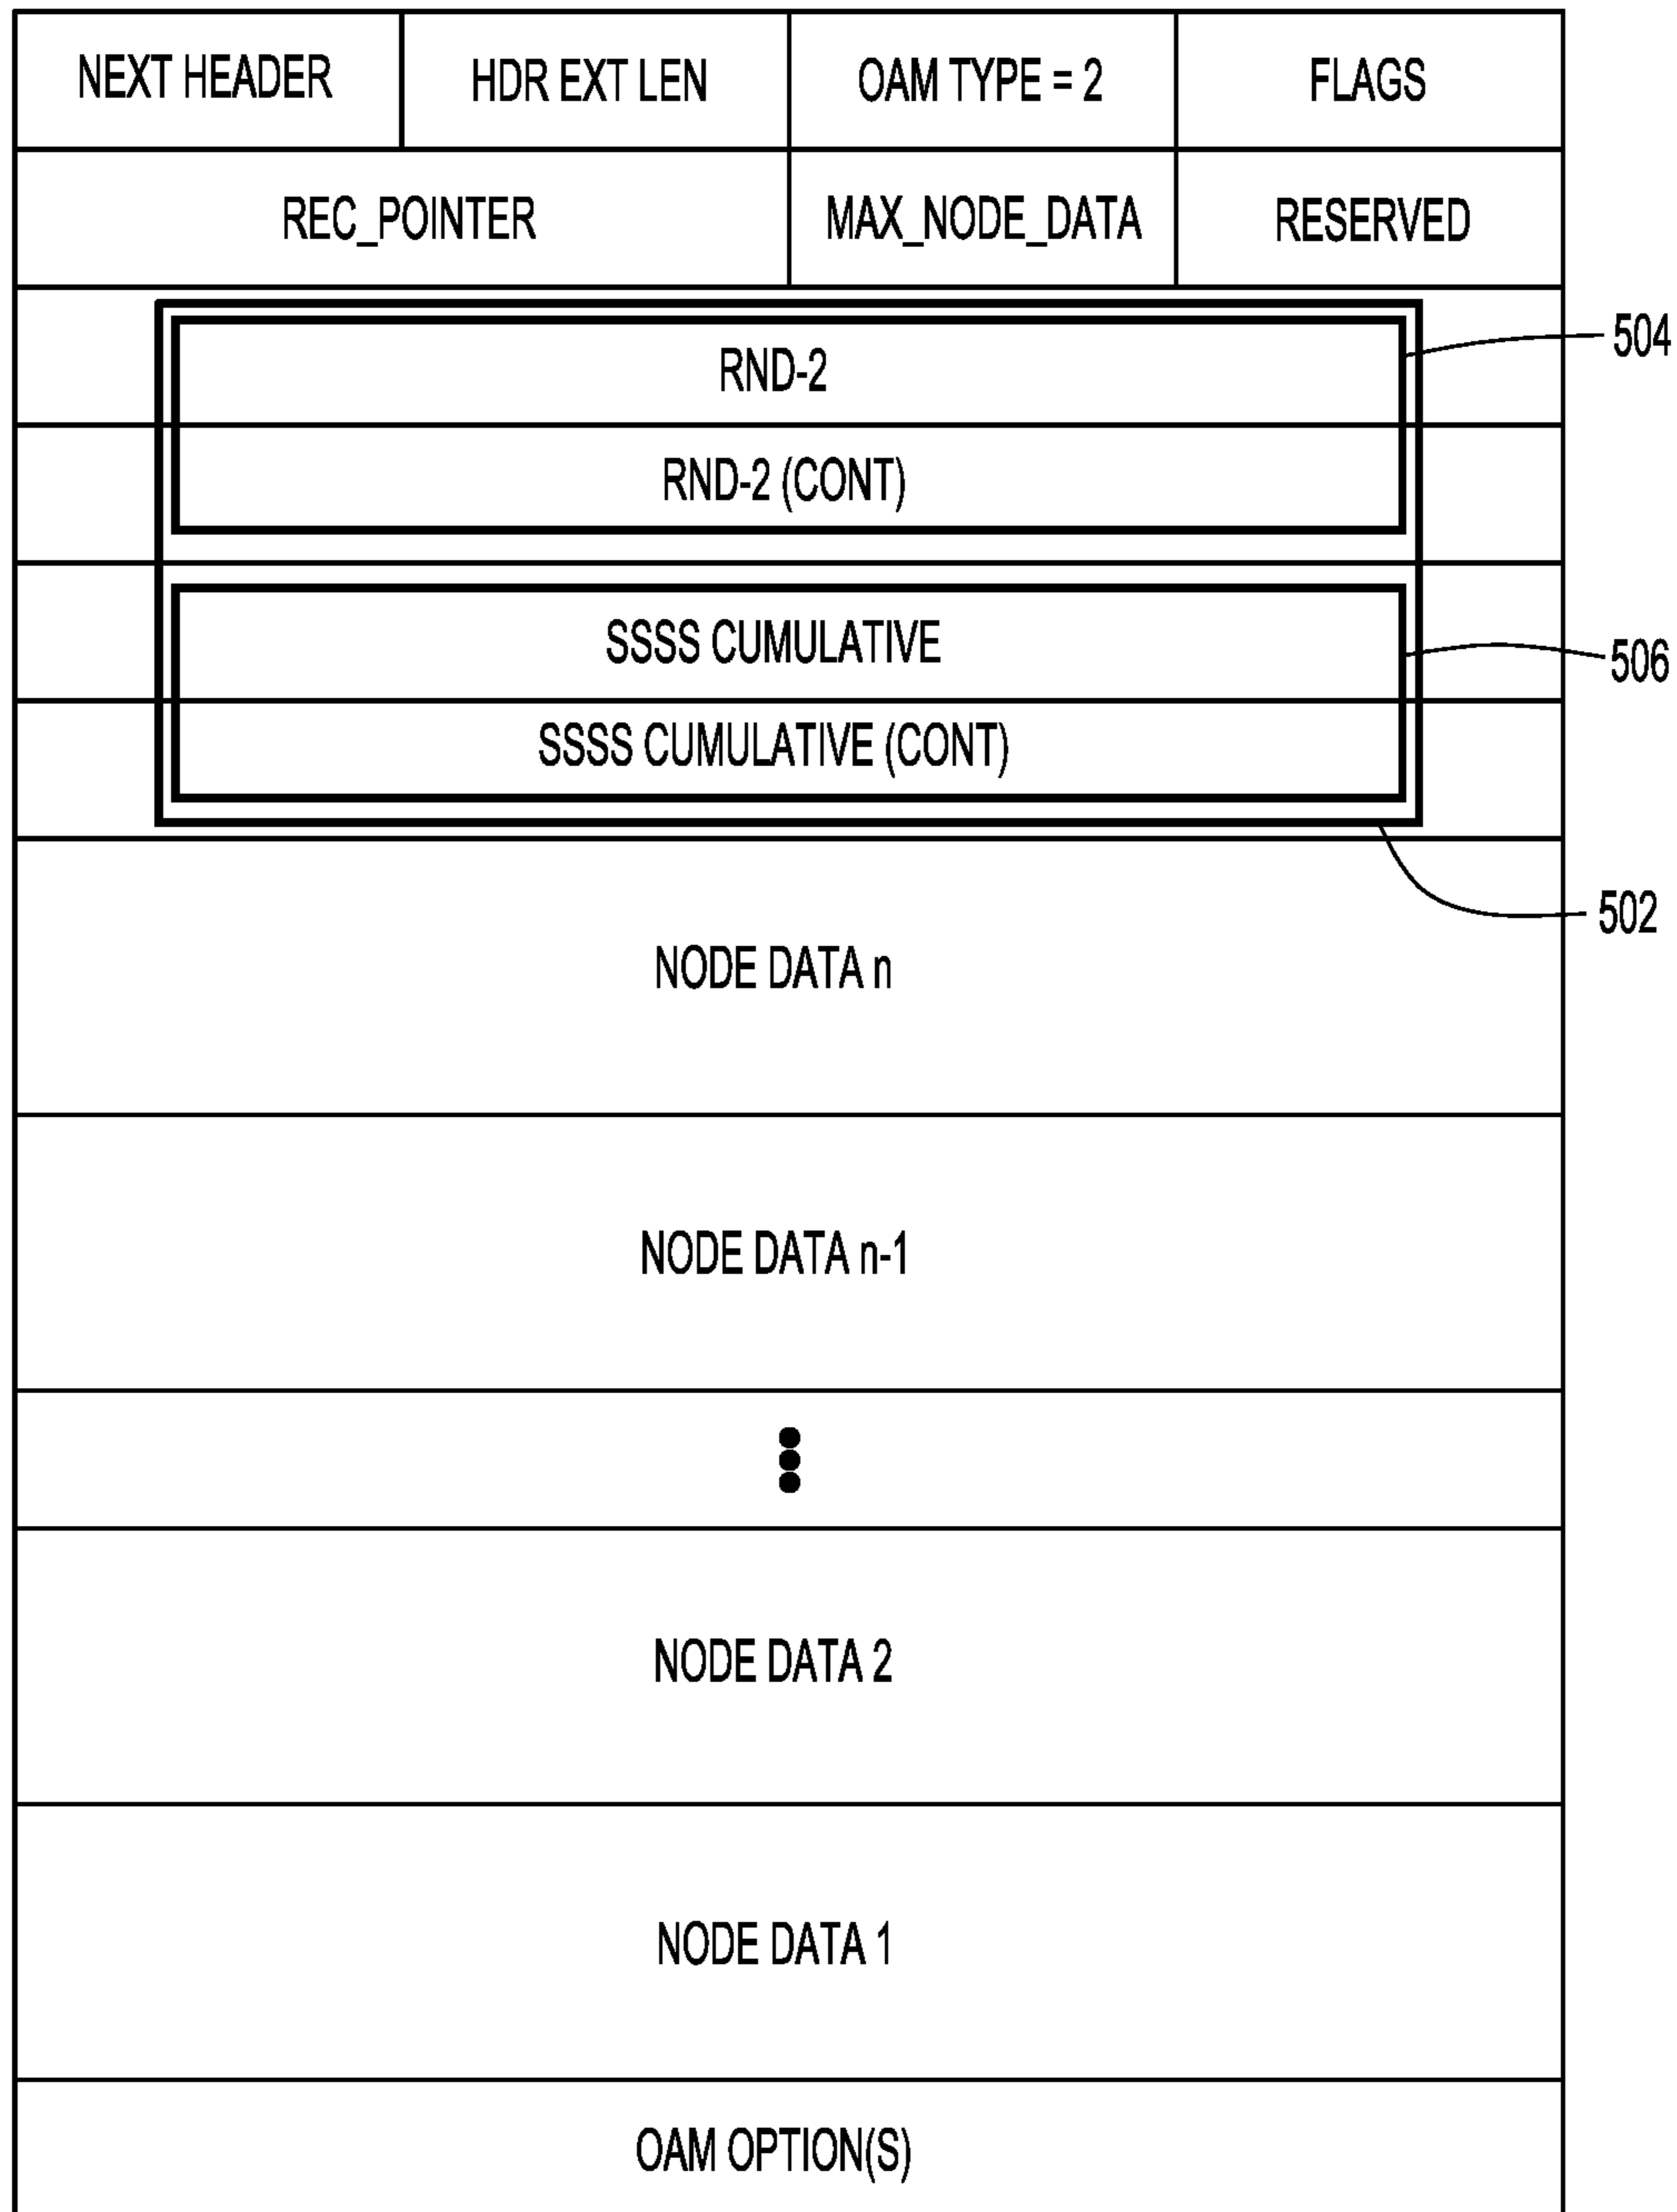 NEXT HEADER HDR EXT LEN OAM TYPE = 2 FLAGS
REC_POINTER MAX_NODE_DATA RESERVED
504
RND-2
RND-2 (CONT)
SSSS CUMULATIVE
506
SSSS CUMULATIVE (CONT)
502
NODE DATA n
NODE DATA n-1
NODE DATA 2
NODE DATA 1
OAM OPTION(S)